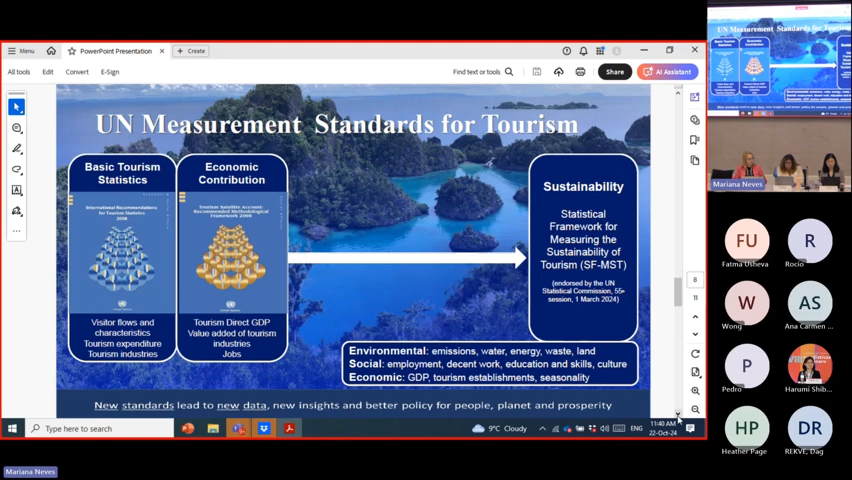 Menu
PowerPoint Presentation
Create
All tools
Edit
Convert
E-Sign
Find text or tools
Share
AI Assistant
UN Measurement Standards for Tourism
Basic Tourism
Statistics
International Recommendations
for Tourism Statistics
2008
Visitor flows and
characteristics
Tourism expenditure
Tourism industries
Economic
Contribution
Tourism Satellite Account:
Recommended Methodological
Framework 2008
Tourism Direct GDP
Value added of tourism
industries
Jobs
Sustainability
Statistical
Framework for
Measuring the
Sustainability of
Tourism (SF-MST)
(endorsed by the UN
Statistical Commission, 55th
session, 1 March 2024)
Environmental: emissions, water, energy, waste, land
Social: employment, decent work, education and skills, culture
Economic: GDP, tourism establishments, seasonality
New standards lead to new data, new insights and better policy for people, planet and prosperity
8
11
Type here to search
9°C Cloudy
ENG
11:40 AM
22-Oct-24
Mariana Neves
UN Measurement Standards for Tourism
Mariana Neves
FU
Fatma Usheva
R
Rocio
W
Wong
AS
Ana Carmen ...
P
Pedro
Harumi Shib...
HP
Heather Page
DR
REKVE, Dag